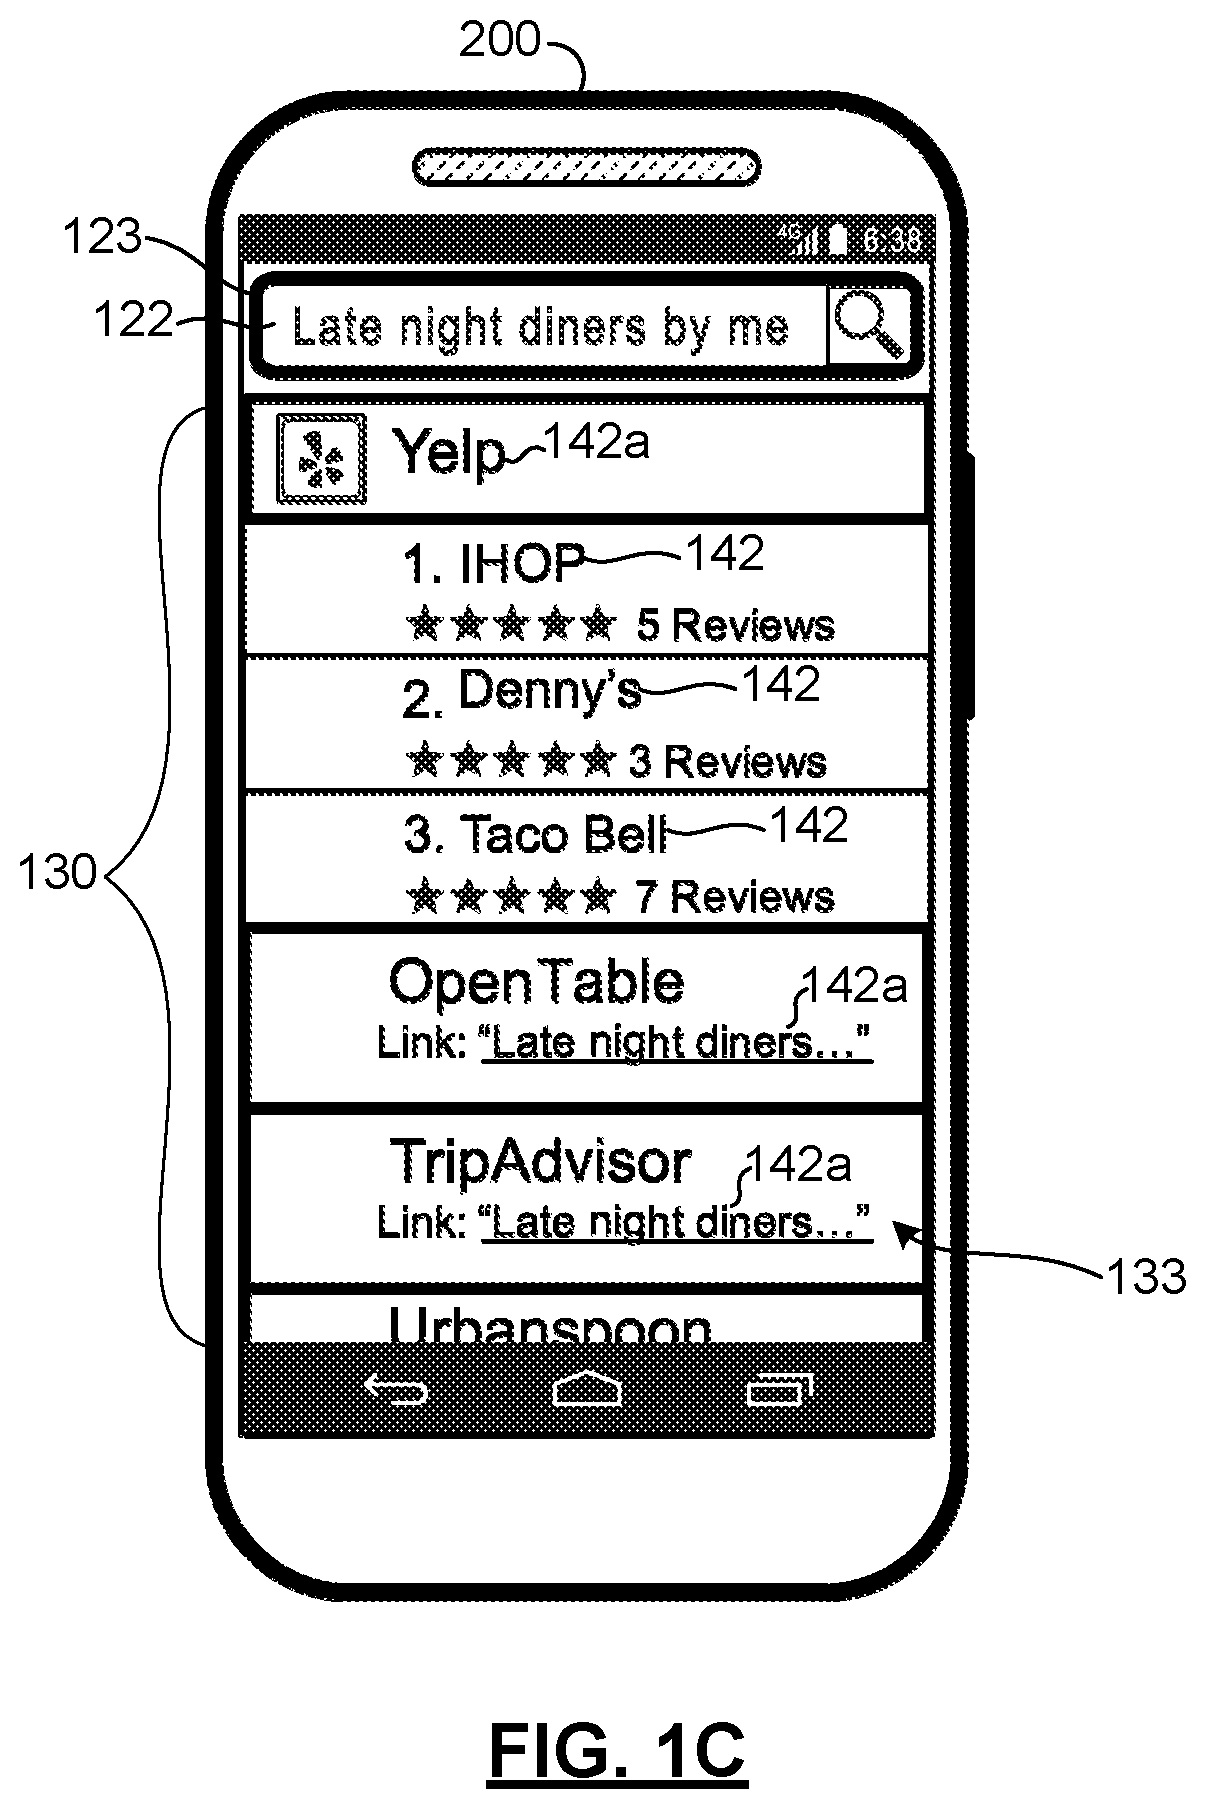 200
4G 6:38
123
122
Late night diners by me
Yelp 142a
1. IHOP 142
5 Reviews
2. Denny's 142
3 Reviews
3. Taco Bell 142
7 Reviews
130
OpenTable
142a
Link: "Late night diners..."
TripAdvisor
142a
Link: "Late night diners..."
133
Urbanspoon
FIG. 1C